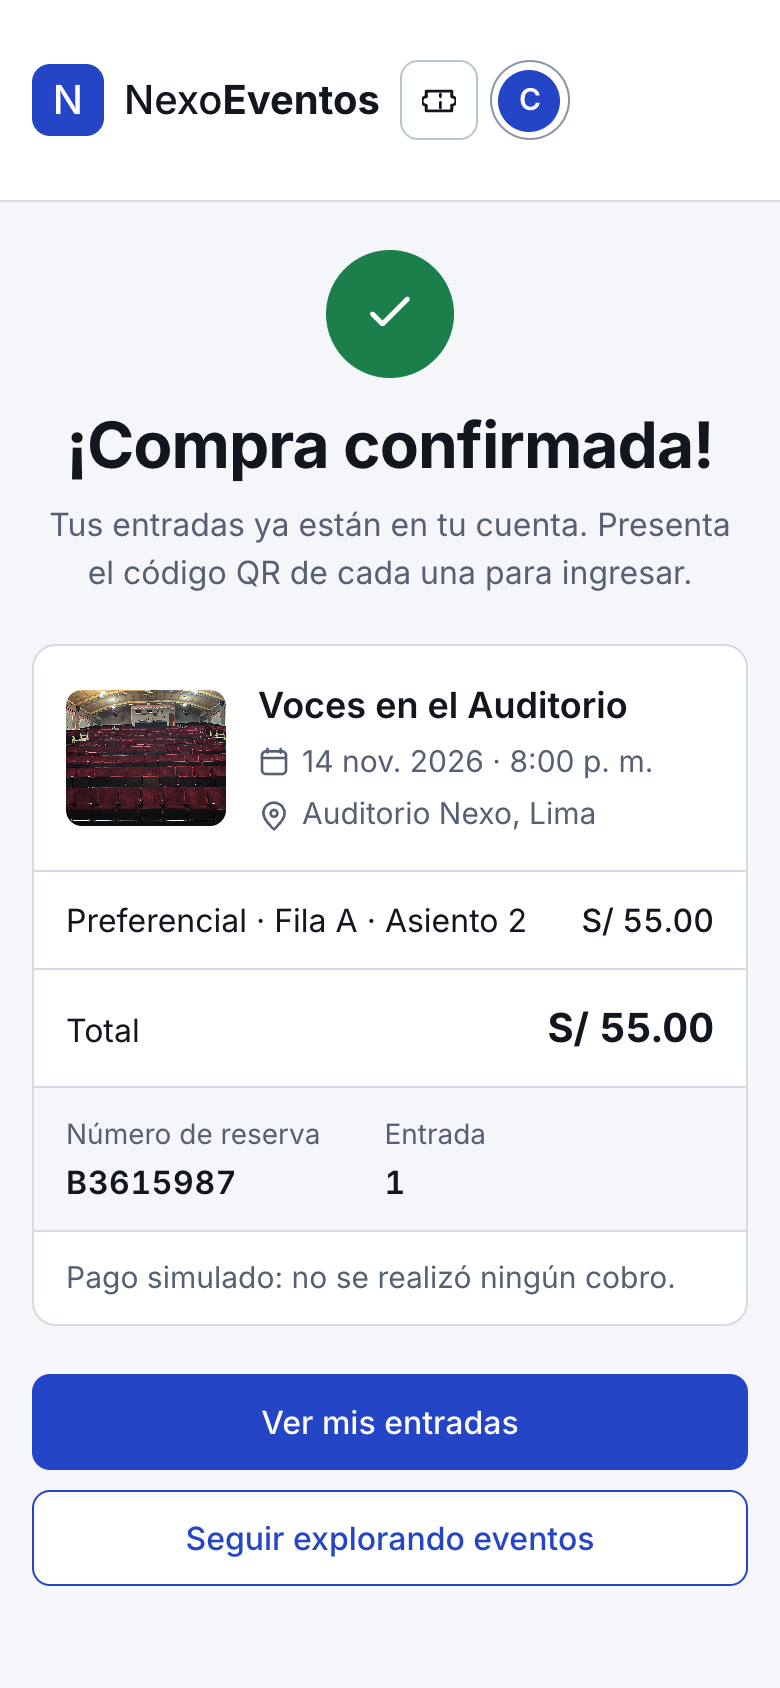 N NexoEventos C
¡Compra confirmada!
Tus entradas ya están en tu cuenta. Presenta
el código QR de cada una para ingresar.
Voces en el Auditorio
14 nov. 2026 · 8:00 p. m.
Auditorio Nexo, Lima
Preferencial · Fila A · Asiento 2 S/ 55.00
Total S/ 55.00
Número de reserva Entrada
B3615987 1
Pago simulado: no se realizó ningún cobro.
Ver mis entradas
Seguir explorando eventos